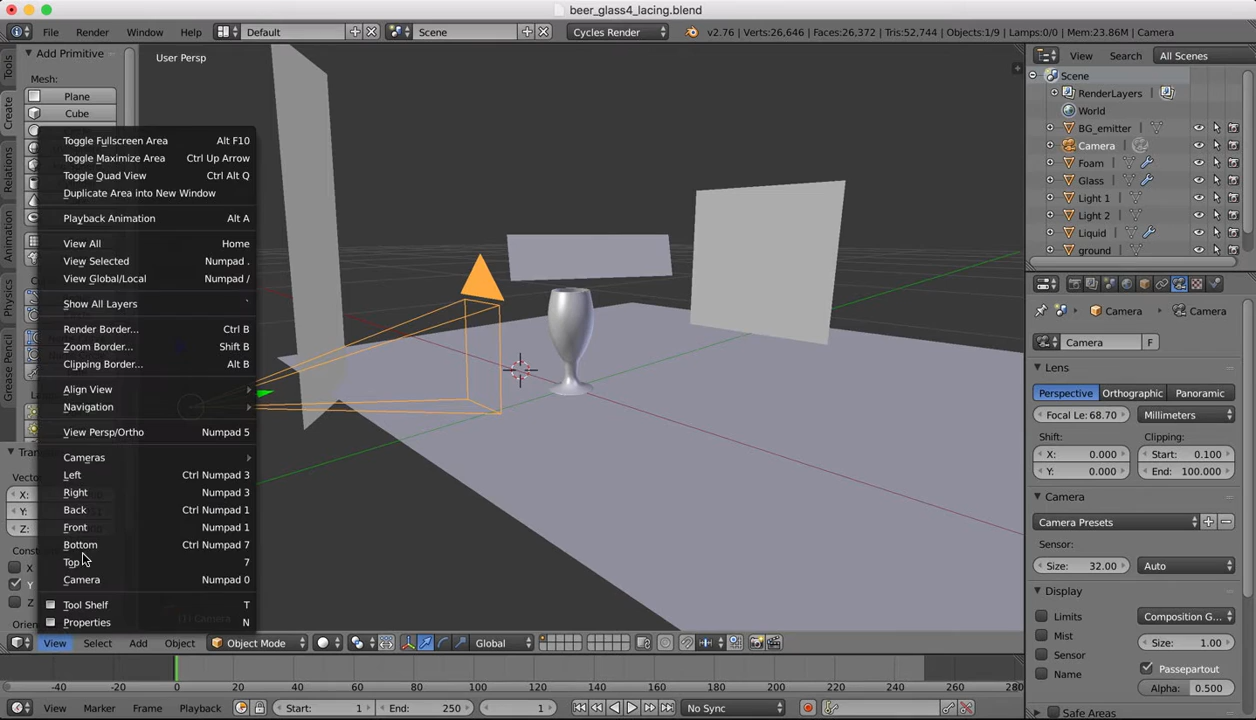 beer_glass4_lacing.blend
File Render Window Help Default Scene Cycles Render v2.76 | Verts:26,646 | Faces:26,372 | Tris:52,744 | Objects:1/9 | Lamps:0/0 | Mem:23.86M | Camera
Tools
Create
Relations
Animation
Physics
Grease Pencil
Add Primitive
Mesh:
Plane
Cube
User Persp
Toggle Fullscreen Area Alt F10
Toggle Maximize Area Ctrl Up Arrow
Toggle Quad View Ctrl Alt Q
Duplicate Area into New Window
Playback Animation Alt A
View All Home
View Selected Numpad .
View Global/Local Numpad /
Show All Layers `
Render Border... Ctrl B
Zoom Border... Shift B
Clipping Border... Alt B
Align View
Navigation
View Persp/Ortho Numpad 5
Cameras
Left Ctrl Numpad 3
Right Numpad 3
Back Ctrl Numpad 1
Front Numpad 1
Bottom Ctrl Numpad 7
Top 7
Camera Numpad 0
Tool Shelf T
Properties N
Vecto
X:
Y:
Z:
X
Y
Z
View Select Add Object Object Mode Global
-40 -20 0 20 40 60 80 100 120 140 160 180 200 220 240 260 280
View Marker Frame Playback Start: 1 End: 250 1 No Sync
View Search All Scenes
Scene
RenderLayers
World
BG_emitter
Camera
Foam
Glass
Light 1
Light 2
Liquid
ground
Camera Camera
Camera F
Lens
Perspective Orthographic Panoramic
Focal Le: 68.70 Millimeters
Shift: Clipping:
X: 0.000 Start: 0.100
Y: 0.000 End: 100.000
Camera
Camera Presets
Sensor:
Size: 32.00 Auto
Display
Limits Composition G...
Mist Size: 1.00
Sensor Passepartout
Name Alpha: 0.500
Safe Areas